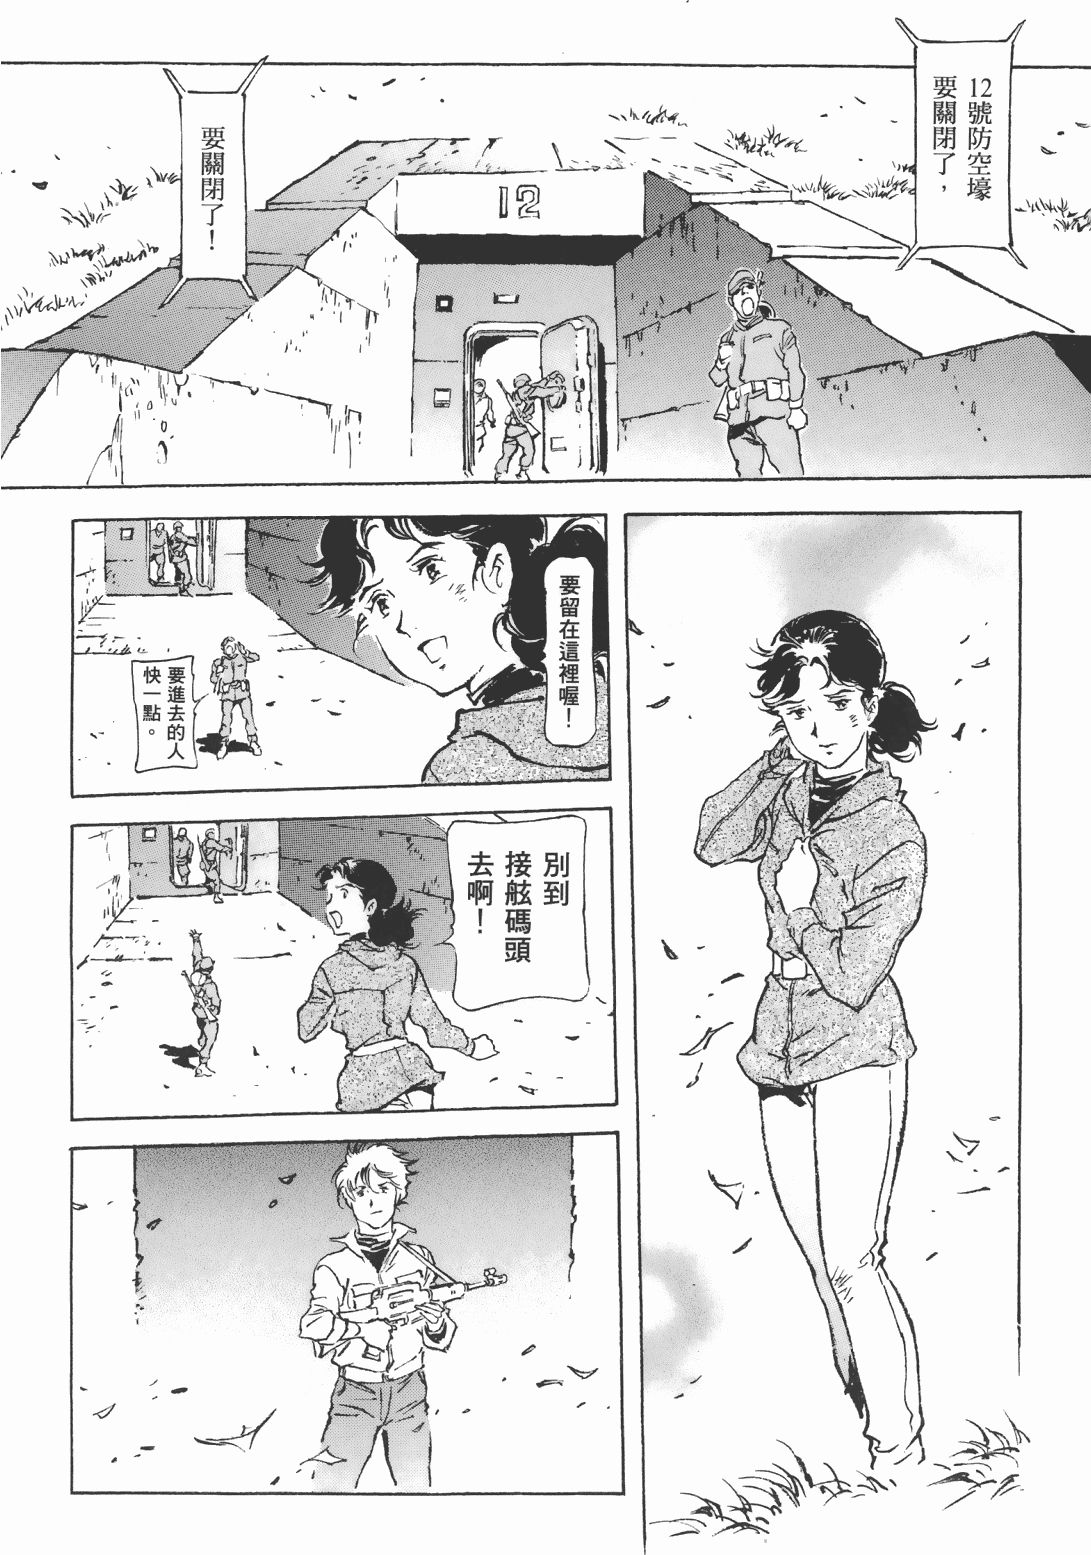 12號防空壕
要關閉了，
要關閉了！
12
要留在這裡喔！
要進去的人
快一點。
別到
接舷碼頭
去啊！